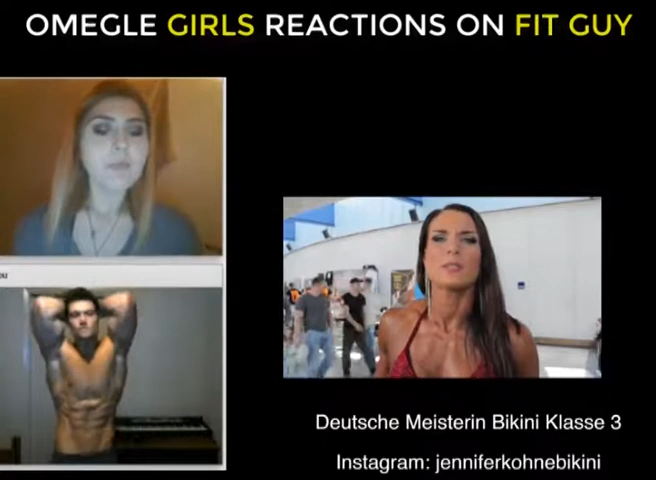 OMEGLE GIRLS REACTIONS ON FIT GUY
Deutsche Meisterin Bikini Klasse 3
Instagram: jenniferkohnebikini